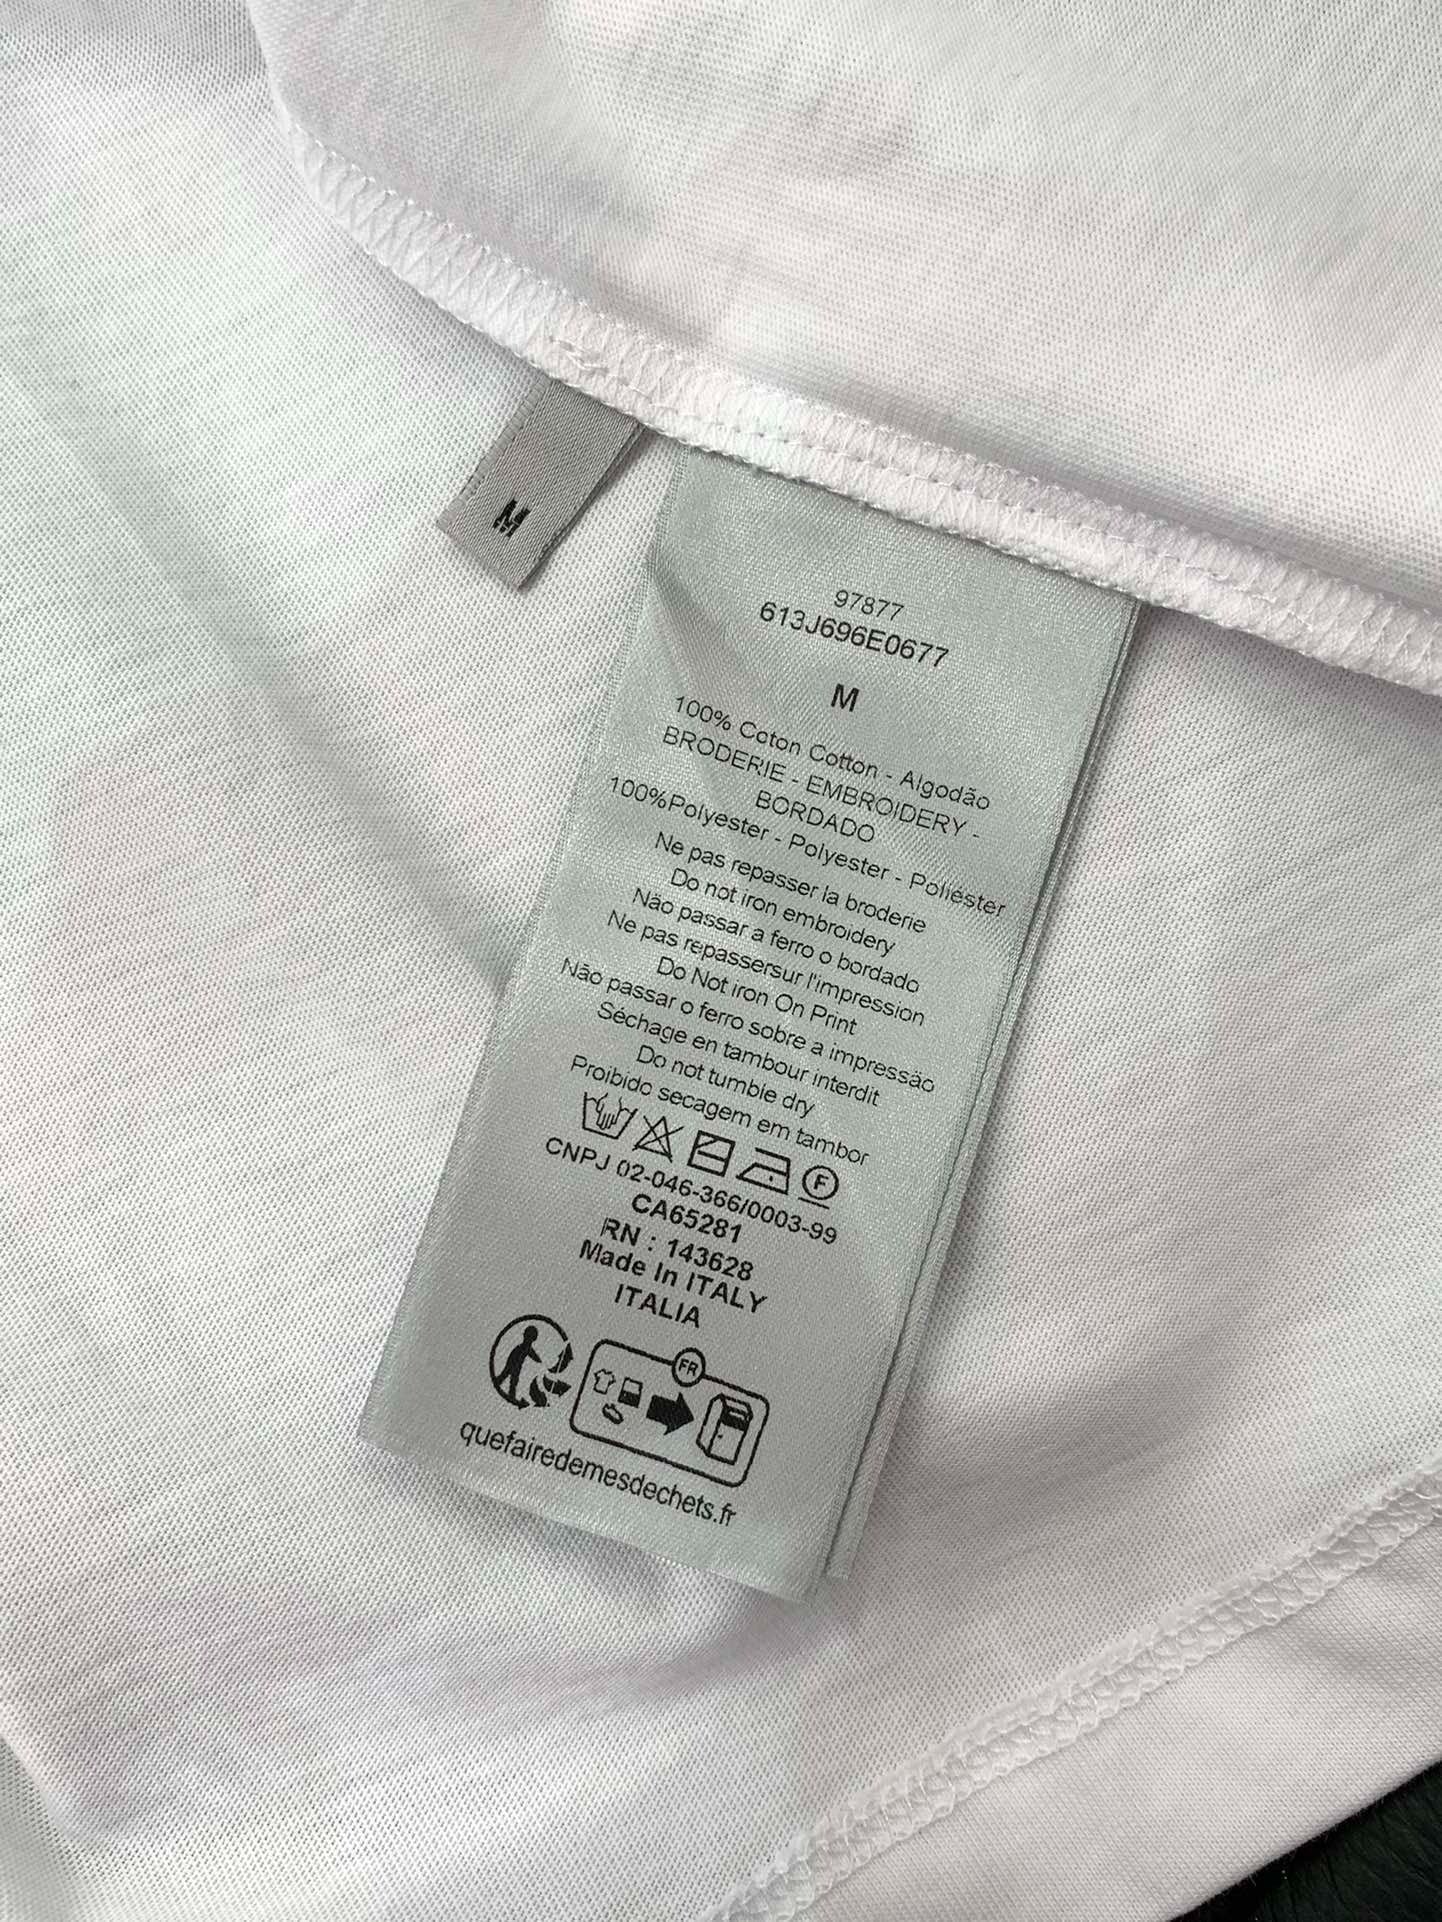 M
97877
613J696E0677
M
100% Coton Cotton - Algodão
BRODERIE - EMBROIDERY -
BORDADO
100%Polyester - Polyester - Poliéster
Ne pas repasser la broderie
Do not iron embroidery
Não passar a ferro o bordado
Ne pas repassersur l'impression
Do Not iron On Print
Não passar o ferro sobre a impressão
Séchage en tambour interdit
Do not tumble dry
Proibido secagem em tambor
F
CNPJ 02-046-366/0003-99
CA65281
RN : 143628
Made In ITALY
ITALIA
FR
quefairedemesdechets.fr